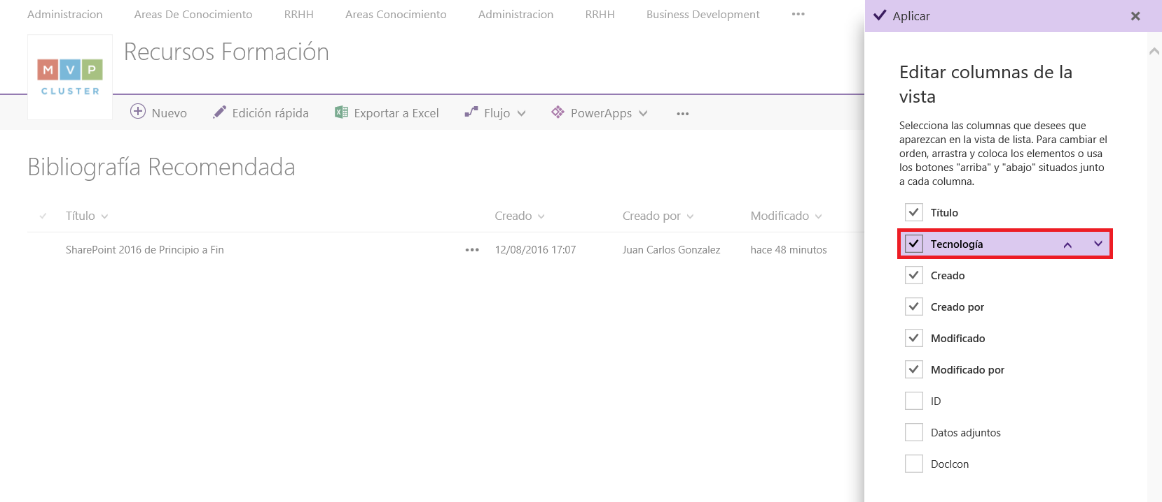 Administracion Areas De Conocimiento RRHH Areas Conocimiento Administracion RRHH Business Development ...
Recursos Formación
M V P
CLUSTER
Nuevo Edición rápida Exportar a Excel Flujo PowerApps ...
Bibliografía Recomendada
Título Creado Creado por Modificado
SharePoint 2016 de Principio a Fin ... 12/08/2016 17:07 Juan Carlos Gonzalez hace 48 minutos
Aplicar
Editar columnas de la
vista
Selecciona las columnas que desees que
aparezcan en la vista de lista. Para cambiar el
orden, arrastra y coloca los elementos o usa
los botones "arriba" y "abajo" situados junto
a cada columna.
Título
Tecnología
Creado
Creado por
Modificado
Modificado por
ID
Datos adjuntos
DocIcon